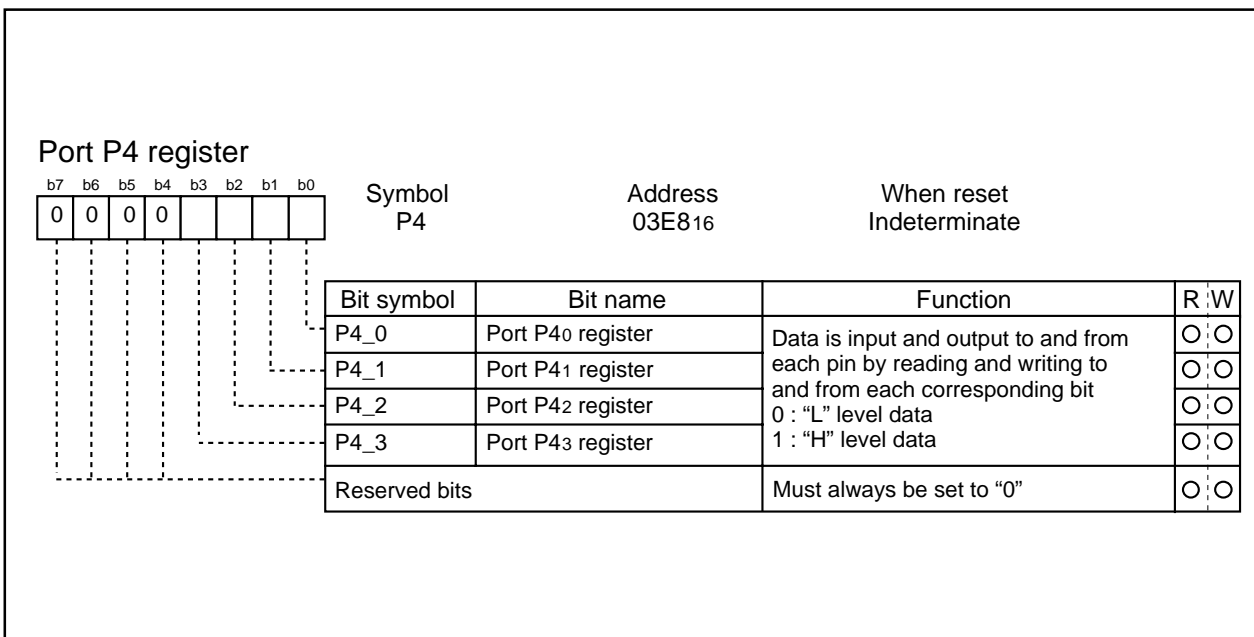 Port P4 register
b7 b6 b5 b4 b3 b2 b1 b0
0 0 0 0
Symbol Address When reset
P4 03E816 Indeterminate
Bit symbol Bit name Function R W
P4_0 Port P40 register
P4_1 Port P41 register
P4_2 Port P42 register
P4_3 Port P43 register
Data is input and output to and from
each pin by reading and writing to
and from each corresponding bit
0 : “L” level data
1 : “H” level data
Reserved bits Must always be set to “0”